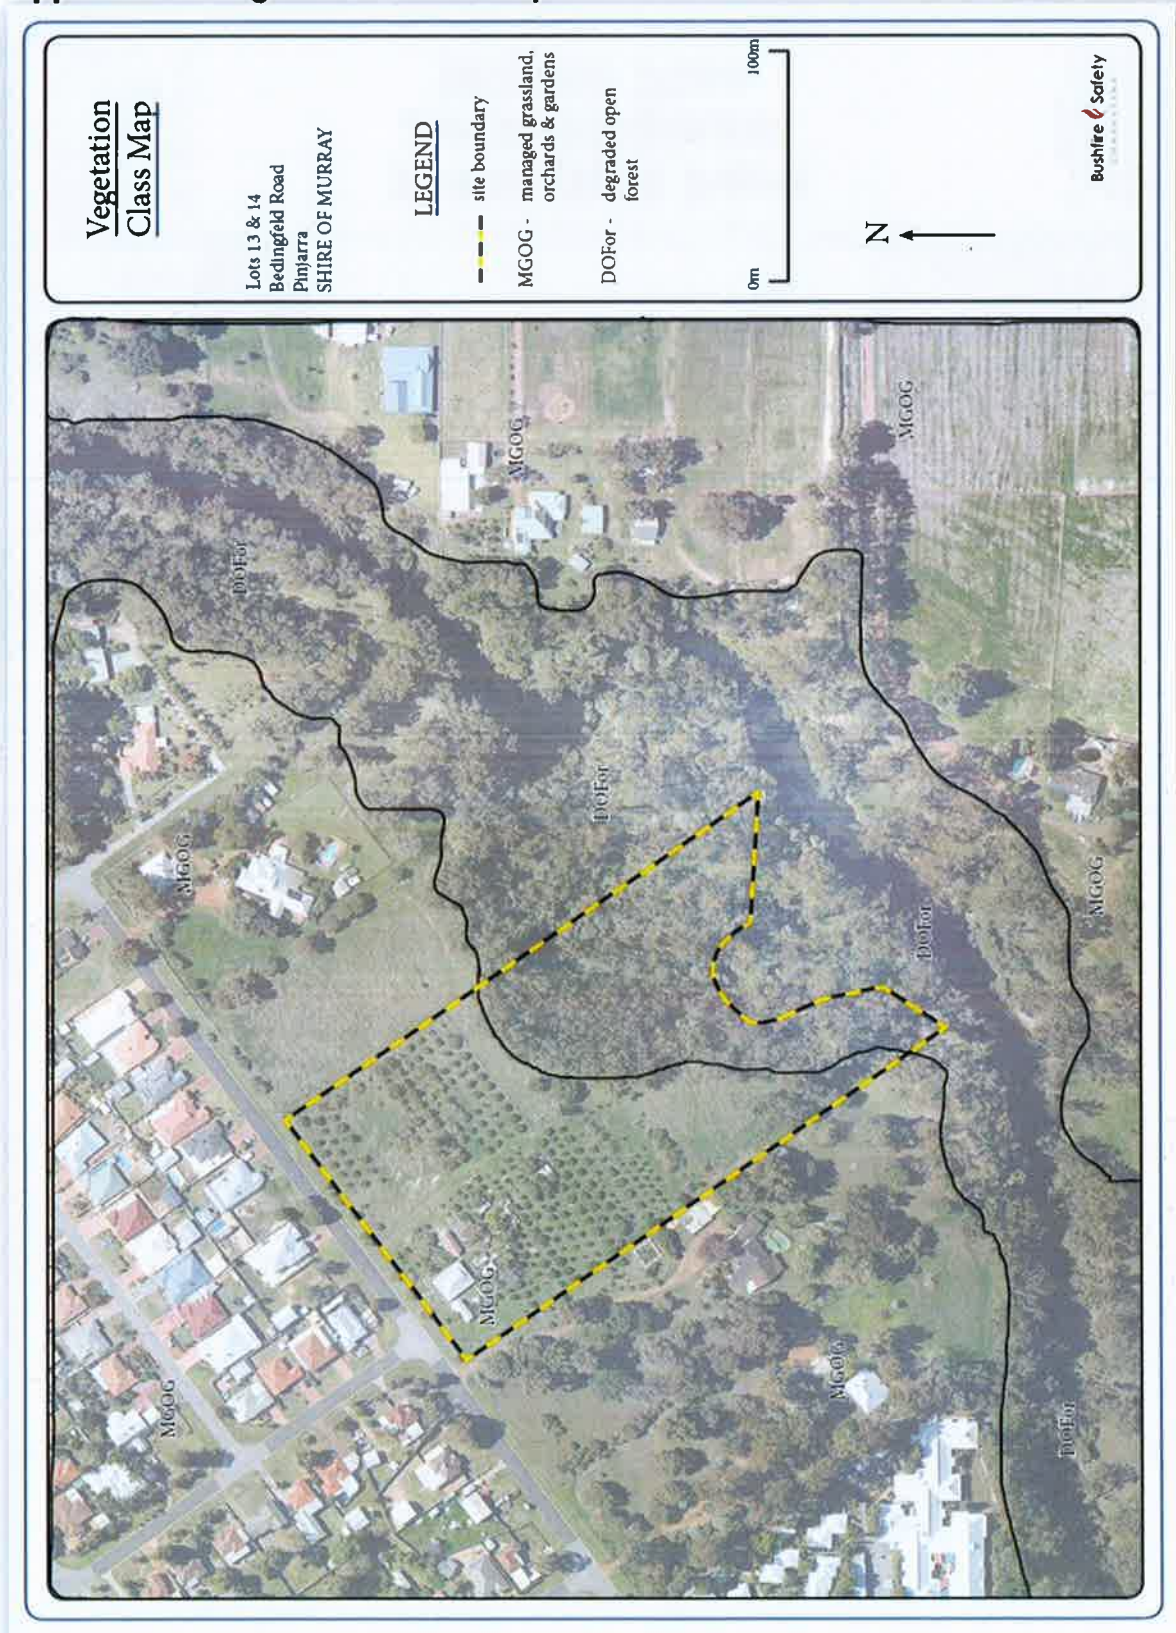 Vegetation
Class Map
Lots 13 & 14
Bedingfeld Road
Pinjarra
SHIRE OF MURRAY
LEGEND
site boundary
MGOG - managed grassland,
orchards & gardens
DOFor - degraded open
forest
0m 100m
N
Bushfire Safety
MGOG
MGOG
MGOG
MGOG
MGOG
MGOG
MGOG
DOFor
DOFor
DOFor
DOFor